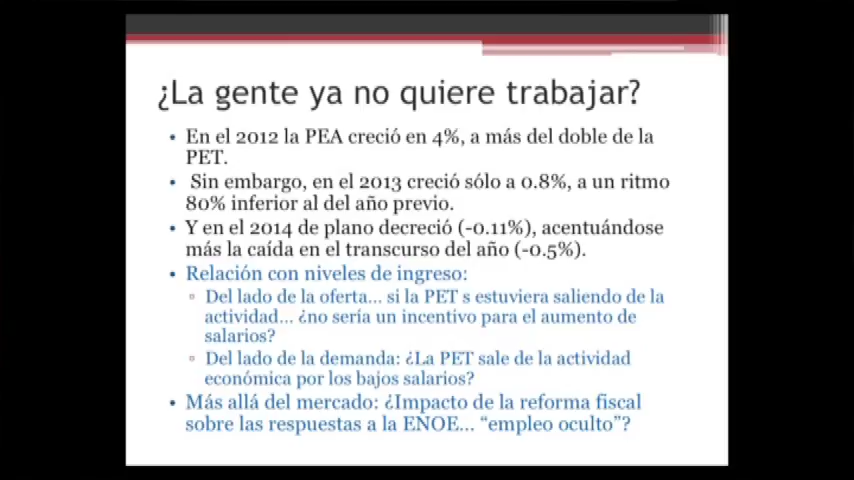 ¿La gente ya no quiere trabajar?
• En el 2012 la PEA creció en 4%, a más del doble de la
PET.
• Sin embargo, en el 2013 creció sólo a 0.8%, a un ritmo
80% inferior al del año previo.
• Y en el 2014 de plano decreció (-0.11%), acentuándose
más la caída en el transcurso del año (-0.5%).
• Relación con niveles de ingreso:
▫ Del lado de la oferta... si la PET s estuviera saliendo de la
actividad... ¿no sería un incentivo para el aumento de
salarios?
▫ Del lado de la demanda: ¿La PET sale de la actividad
económica por los bajos salarios?
• Más allá del mercado: ¿Impacto de la reforma fiscal
sobre las respuestas a la ENOE... “empleo oculto”?